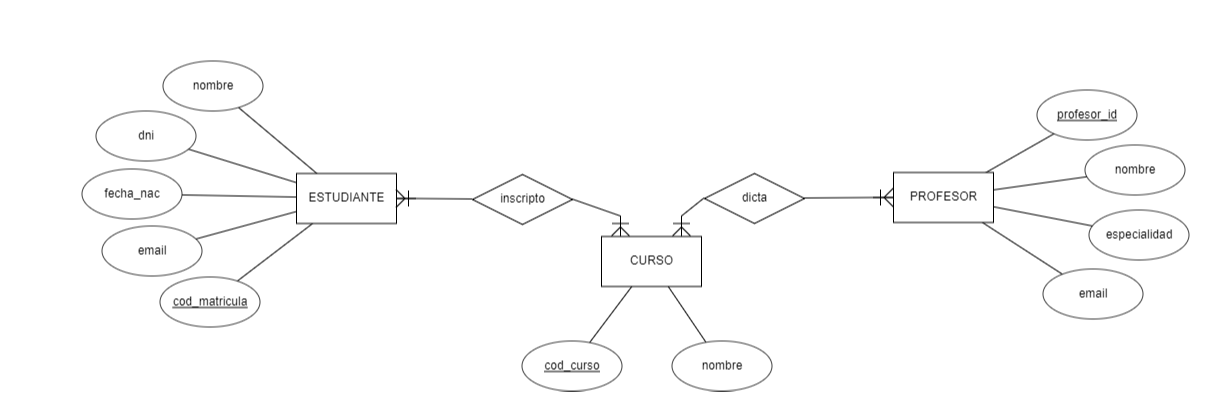 nombre
dni
fecha_nac
email
cod_matricula
ESTUDIANTE
inscripto
CURSO
cod_curso
nombre
dicta
PROFESOR
profesor_id
nombre
especialidad
email